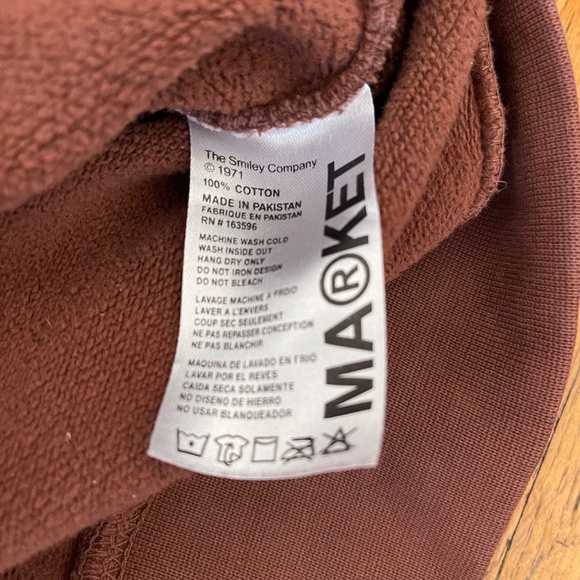 The Smiley Company
© 1971
100% COTTON
MADE IN PAKISTAN
FABRIQUE EN PAKISTAN
RN # 163596
MACHINE WASH COLD
WASH INSIDE OUT
HANG DRY ONLY
DO NOT IRON DESIGN
DO NOT BLEACH
LAVAGE MACHINE A FROID
LAVER A L'ENVERS
COUP SEC SEULEMENT
NE PAS REPASSER CONCEPTION
NE PAS BLANCHIR
MAQUINA DE LAVADO EN FRIO
LAVAR POR EL REVES
CAIDA SECA SOLAMENTE
NO DISENO DE HIERRO
NO USAR BLANQUEADOR
MA®KET